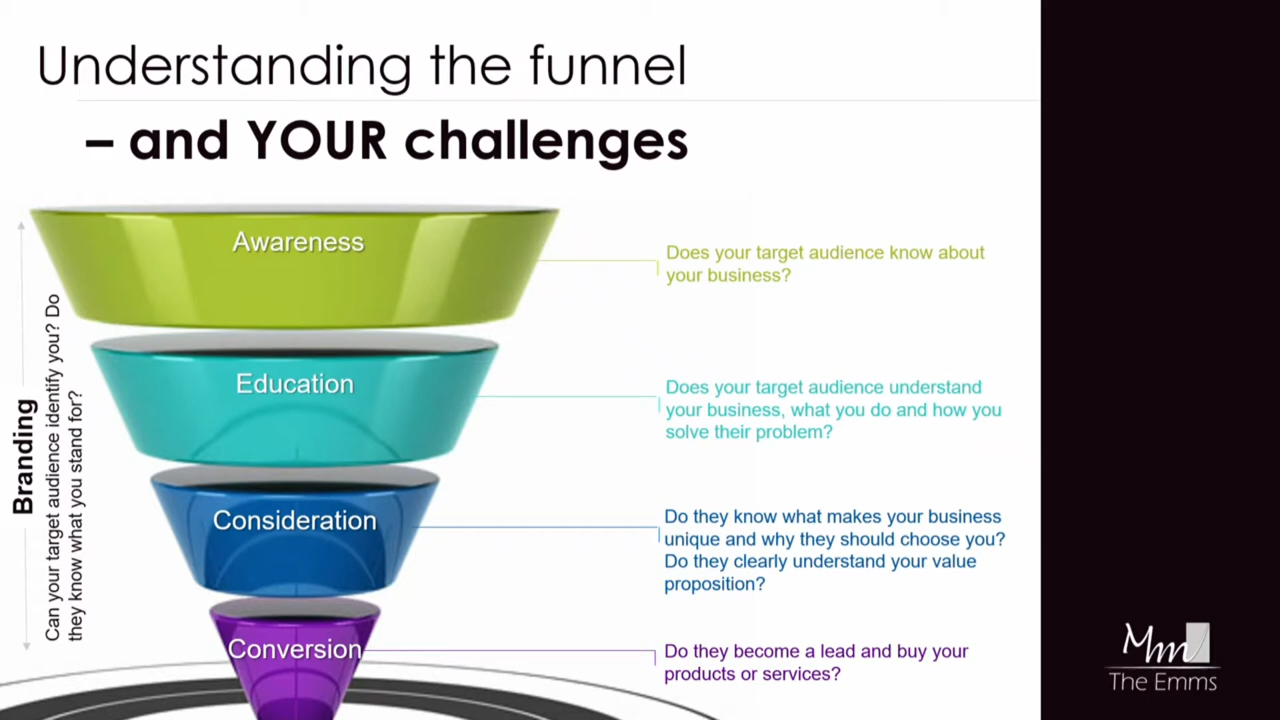 Understanding the funnel
– and YOUR challenges
Awareness
Does your target audience know about
your business?
Education
Does your target audience understand
your business, what you do and how you
solve their problem?
Consideration
Do they know what makes your business
unique and why they should choose you?
Do they clearly understand your value
proposition?
Conversion
Do they become a lead and buy your
products or services?
Branding
Can your target audience identify you? Do
they know what you stand for?
Mm
The Emms